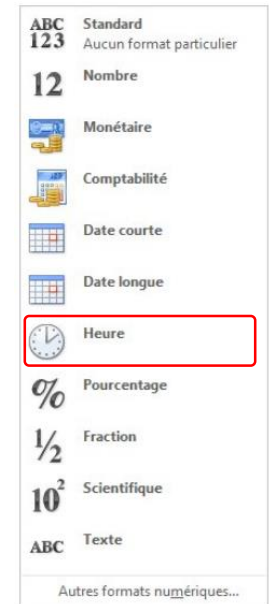 ABC
123
Standard
Aucun format particulier
12
Nombre
Monétaire
Comptabilité
Date courte
Date longue
Heure
%
Pourcentage
½
Fraction
10²
Scientifique
ABC
Texte
Autres formats numériques...